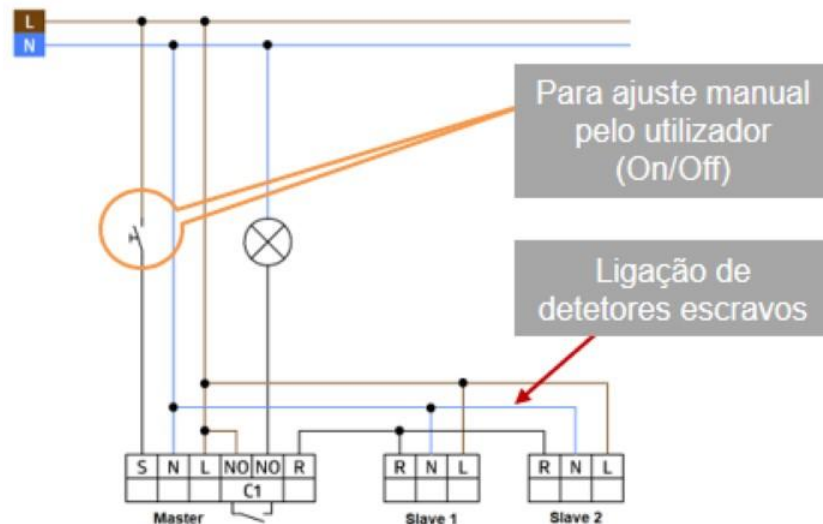 L
N
Para ajuste manual
pelo utilizador
(On/Off)
Ligação de
detetores escravos
S N L NO NO R
C1
Master
R N L
Slave 1
R N L
Slave 2